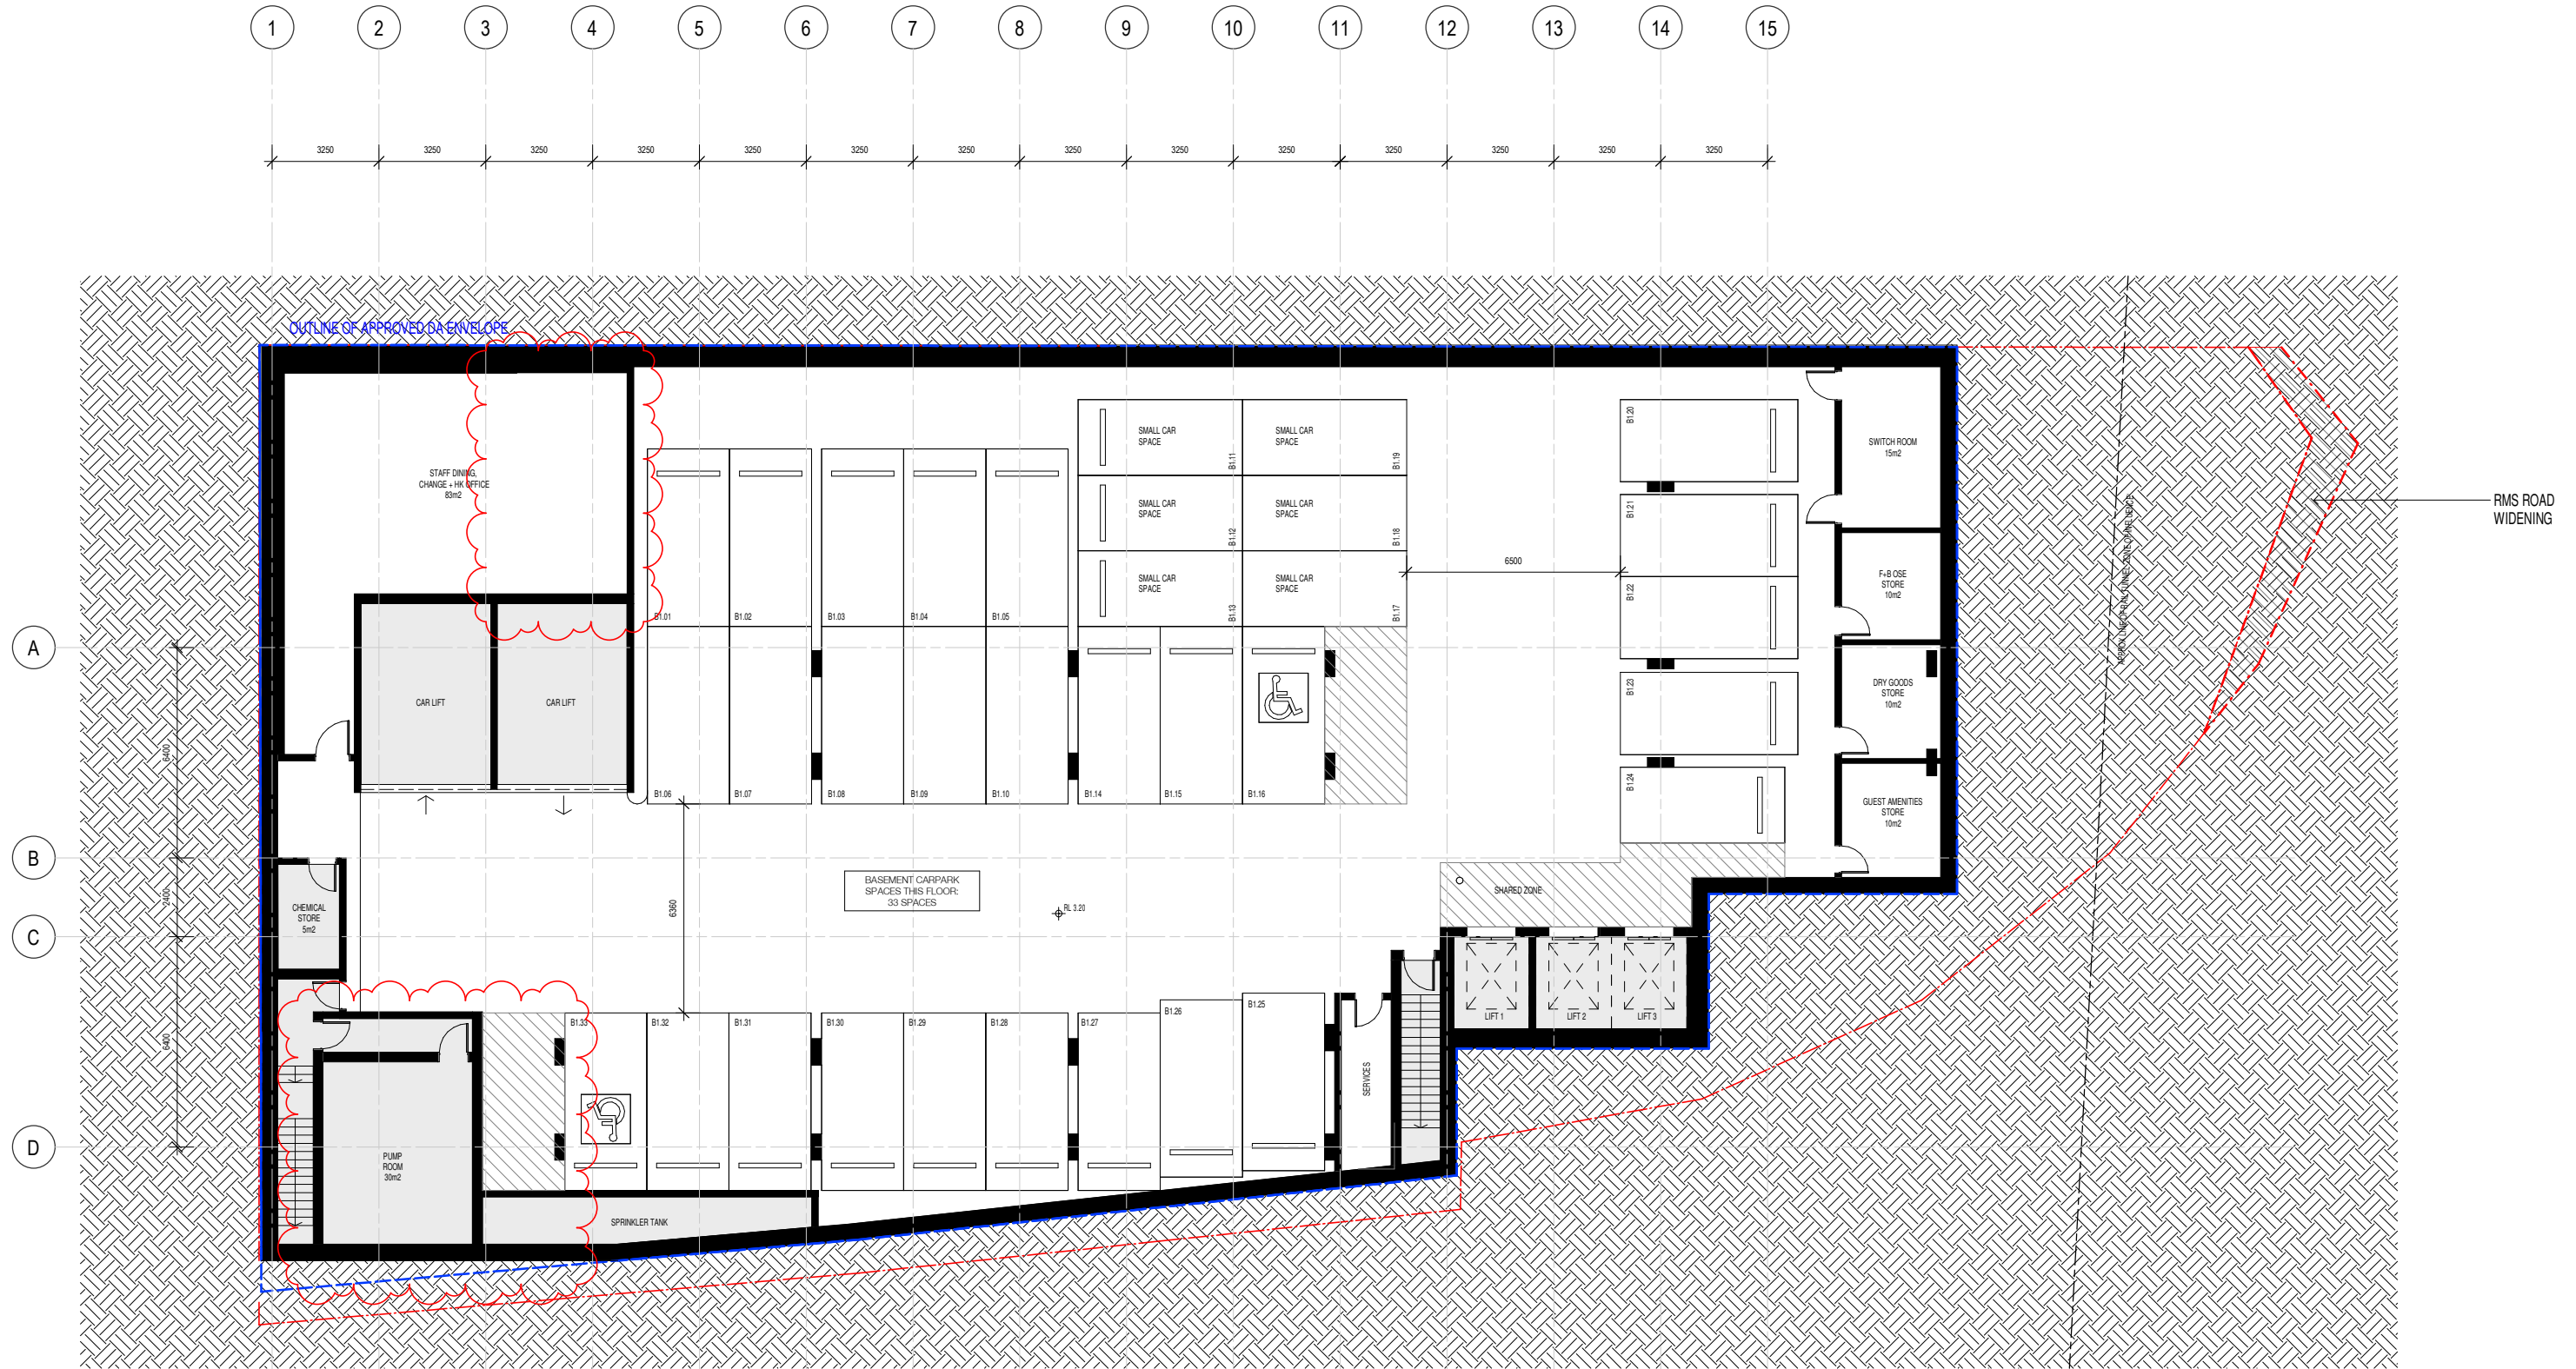 1 2 3 4 5 6 7 8 9 10 11 12 13 14 15
3250 3250 3250 3250 3250 3250 3250 3250 3250 3250 3250 3250 3250 3250
OUTLINE OF APPROVED DA ENVELOPE
STAFF DINING,
CHANGE + HK OFFICE
83m2
SMALL CAR
SPACE
B1.11
SMALL CAR
SPACE
B1.19
SMALL CAR
SPACE
B1.12
SMALL CAR
SPACE
B1.18
SMALL CAR
SPACE
B1.13
SMALL CAR
SPACE
B1.17
B1.20
B1.21
B1.22
B1.23
B1.24
6500
SWITCH ROOM
15m2
F+B OSE
STORE
10m2
DRY GOODS
STORE
10m2
GUEST AMENITIES
STORE
10m2
RMS ROAD
WIDENING
B1.01 B1.02 B1.03 B1.04 B1.05
A
B
C
D
6400
2400
6400
CAR LIFT
CAR LIFT
B1.06 B1.07 B1.08 B1.09 B1.10 B1.14 B1.15 B1.16
BASEMENT CARPARK
SPACES THIS FLOOR:
33 SPACES
6360
RL 3.20
SHARED ZONE
CHEMICAL
STORE
5m2
LIFT 1
LIFT 2
LIFT 3
B1.33 B1.32 B1.31 B1.30 B1.29 B1.28 B1.27 B1.26 B1.25
SERVICES
PUMP
ROOM
30m2
SPRINKLER TANK